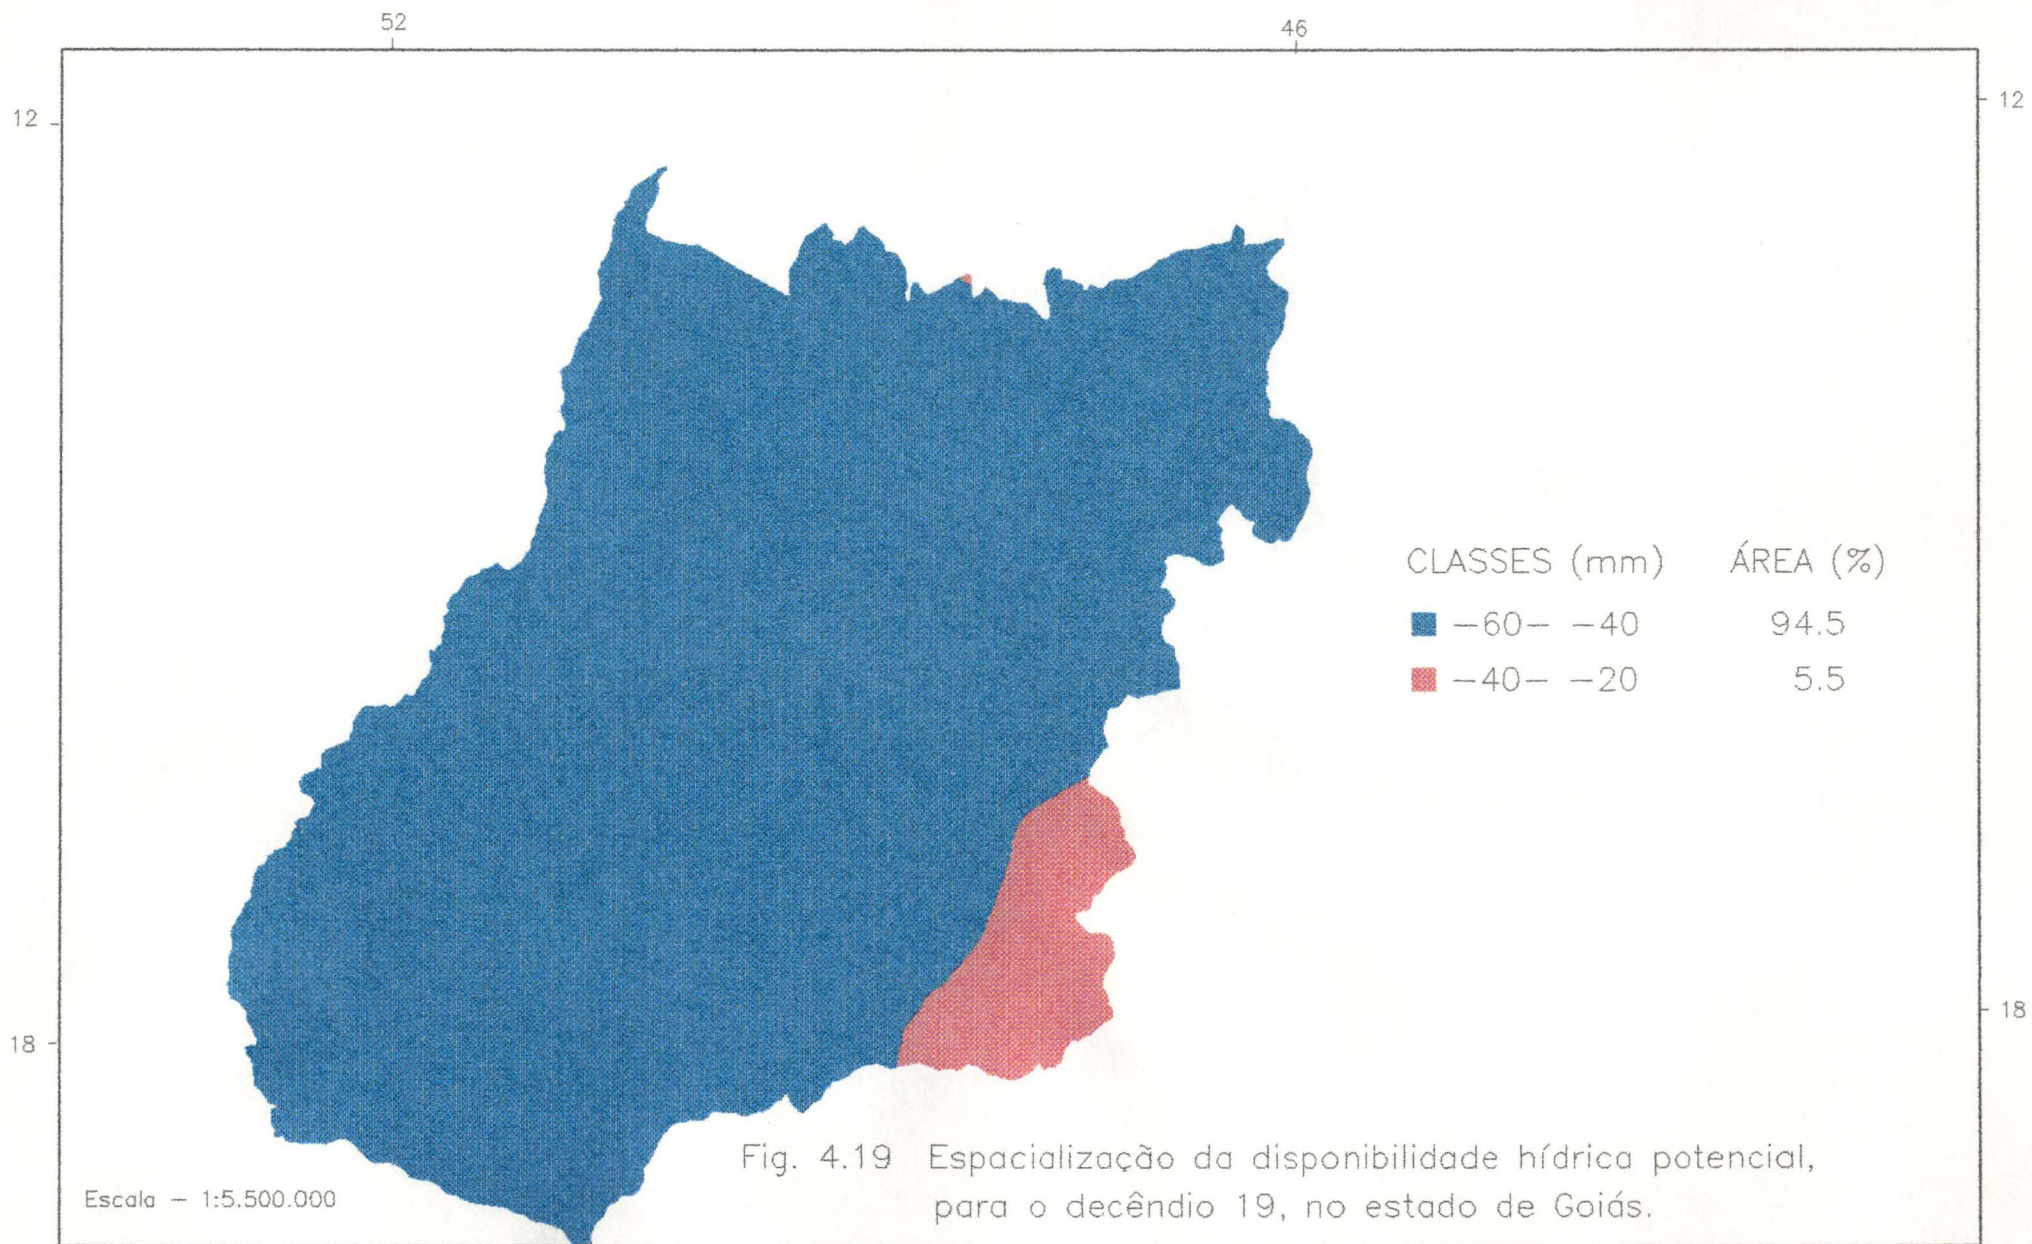 52 46
12 12
CLASSES (mm) ÁREA (%)
−60− −40 94.5
−40− −20 5.5
18 18
Fig. 4.19 Espacialização da disponibilidade hídrica potencial,
para o decêndio 19, no estado de Goiás.
Escala − 1:5.500.000